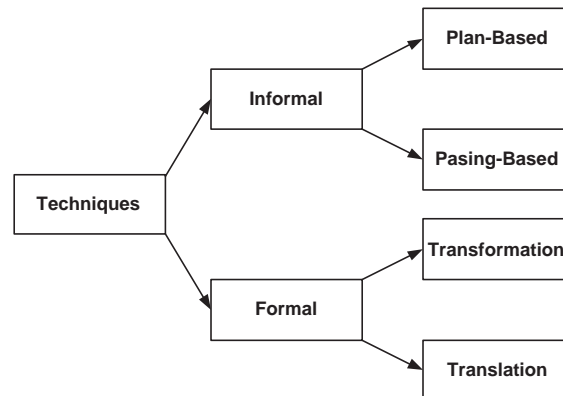 Plan-Based
Informal
Pasing-Based
Techniques
Transformation
Formal
Translation